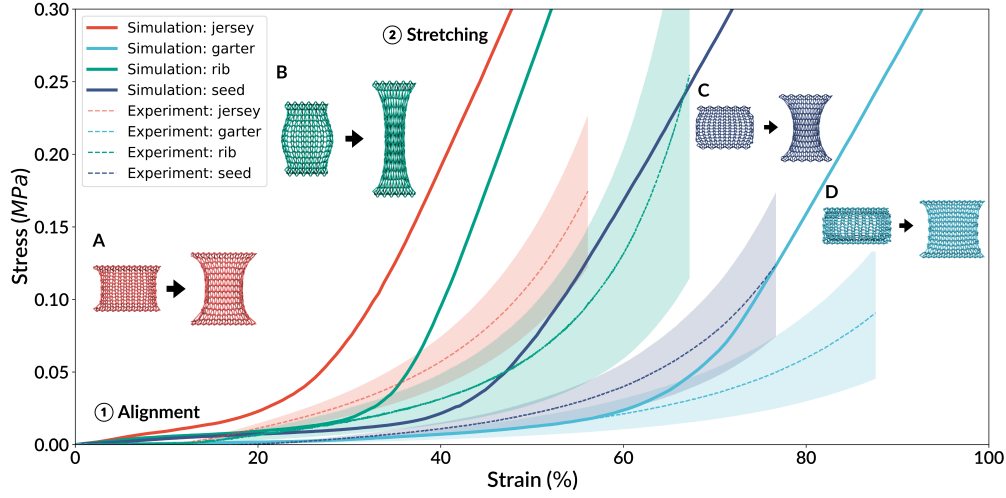 0.30
0.25
0.20
0.15
0.10
0.05
0.00
Stress (MPa)
Simulation: jersey
Simulation: garter
Simulation: rib
Simulation: seed
Experiment: jersey
Experiment: garter
Experiment: rib
Experiment: seed
2 Stretching
B
C
D
A
1 Alignment
0
20
40
60
80
100
Strain (%)